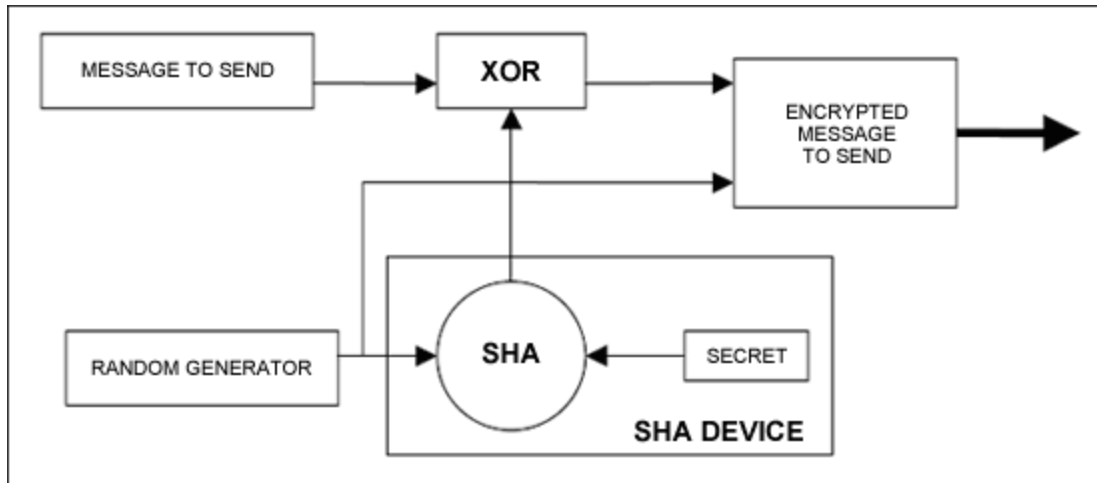 MESSAGE TO SEND
XOR
ENCRYPTED
MESSAGE
TO SEND
RANDOM GENERATOR
SHA
SECRET
SHA DEVICE